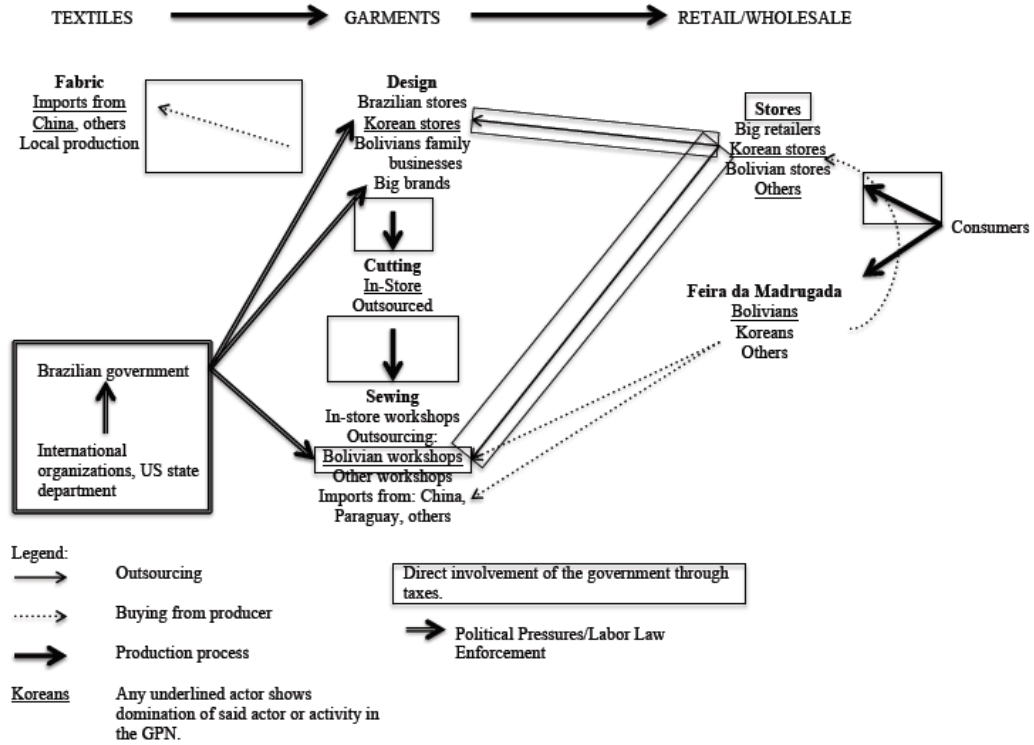 TEXTILES
GARMENTS
RETAIL/WHOLESALE
Fabric
Imports from
China, others
Local production
Design
Brazilian stores
Korean stores
Bolivians family
businesses
Big brands
Cutting
In-Store
Outsourced
Sewing
In-store workshops
Outsourcing:
Bolivian workshops
Other workshops
Imports from: China,
Paraguay, others
Stores
Big retailers
Korean stores
Bolivian stores
Others
Consumers
Feira da Madrugada
Bolivians
Koreans
Others
Brazilian government
International
organizations, US state
department
Legend:
Outsourcing
Buying from producer
Production process
Koreans
Any underlined actor shows
domination of said actor or activity in
the GPN.
Direct involvement of the government through
taxes.
Political Pressures/Labor Law
Enforcement